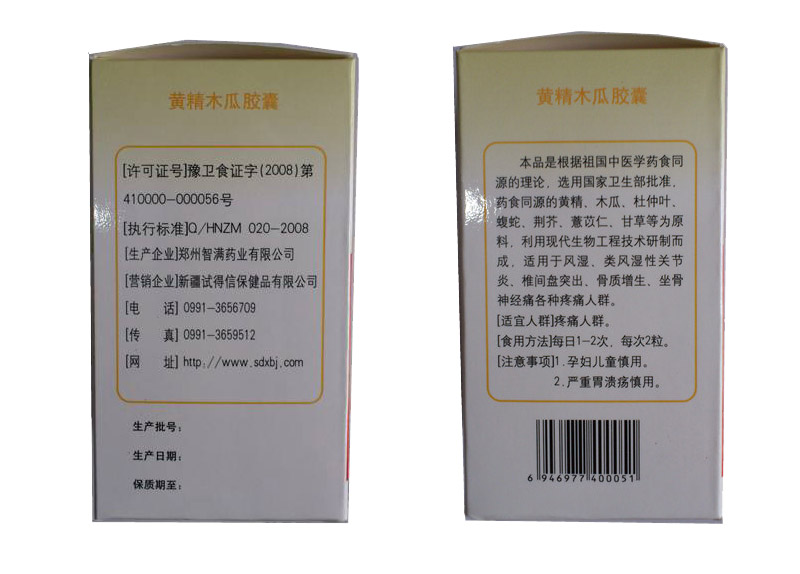 黄精木瓜胶囊
[许可证号]豫卫食证字(2008)第
410000-000056号
[执行标准]Q/HNZM 020-2008
[生产企业]郑州智满药业有限公司
[营销企业]新疆试得信保健品有限公司
[电　　话] 0991-3656709
[传　　真] 0991-3659512
[网　　址] http://www.sdxbj.com
生产批号：
生产日期：
保质期至：
黄精木瓜胶囊
本品是根据祖国中医学药食同
源的理论，选用国家卫生部批准，
药食同源的黄精、木瓜、杜仲叶、
蝮蛇、荆芥、薏苡仁、甘草等为原
料，利用现代生物工程技术研制而
成，适用于风湿、类风湿性关节
炎、椎间盘突出、骨质增生、坐骨
神经痛各种疼痛人群。
[适宜人群]疼痛人群。
[食用方法]每日1-2次，每次2粒。
[注意事项]1.孕妇儿童慎用。
2.严重胃溃疡慎用。
6 946977 400051